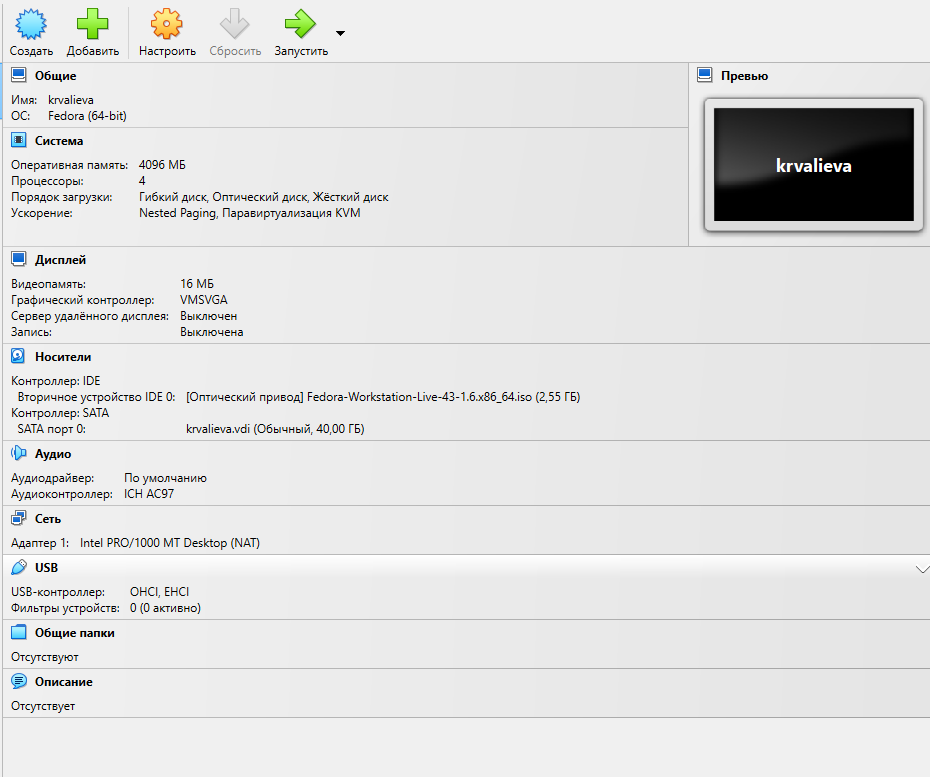 Создать Добавить Настроить Сбросить Запустить
Общие
Имя: krvalieva
ОС: Fedora (64-bit)
Превью
krvalieva
Система
Оперативная память: 4096 МБ
Процессоры: 4
Порядок загрузки: Гибкий диск, Оптический диск, Жёсткий диск
Ускорение: Nested Paging, Паравиртуализация KVM
Дисплей
Видеопамять: 16 МБ
Графический контроллер: VMSVGA
Сервер удалённого дисплея: Выключен
Запись: Выключена
Носители
Контроллер: IDE
Вторичное устройство IDE 0: [Оптический привод] Fedora-Workstation-Live-43-1.6.x86_64.iso (2,55 ГБ)
Контроллер: SATA
SATA порт 0: krvalieva.vdi (Обычный, 40,00 ГБ)
Аудио
Аудиодрайвер: По умолчанию
Аудиоконтроллер: ICH AC97
Сеть
Адаптер 1: Intel PRO/1000 MT Desktop (NAT)
USB
USB-контроллер: OHCI, EHCI
Фильтры устройств: 0 (0 активно)
Общие папки
Отсутствуют
Описание
Отсутствует